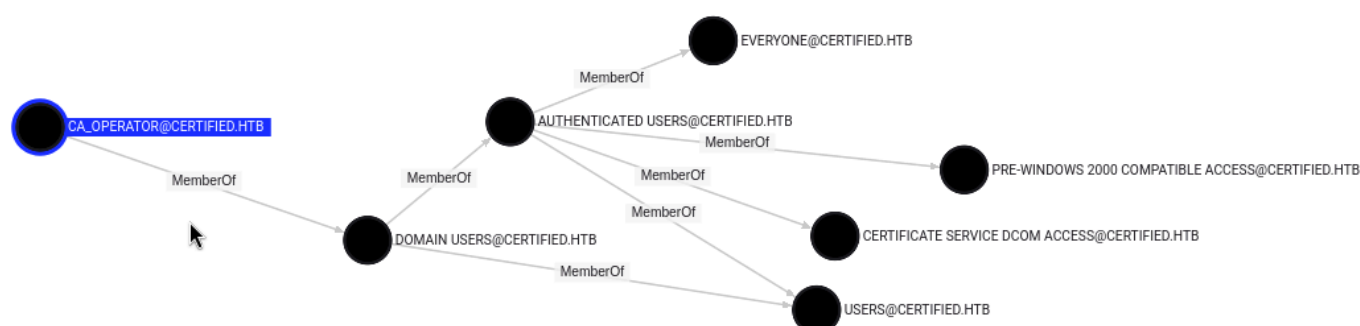 EVERYONE@CERTIFIED.HTB
MemberOf
CA_OPERATOR@CERTIFIED.HTB
AUTHENTICATED USERS@CERTIFIED.HTB
MemberOf
PRE-WINDOWS 2000 COMPATIBLE ACCESS@CERTIFIED.HTB
MemberOf
MemberOf
MemberOf
MemberOf
CERTIFICATE SERVICE DCOM ACCESS@CERTIFIED.HTB
DOMAIN USERS@CERTIFIED.HTB
MemberOf
USERS@CERTIFIED.HTB